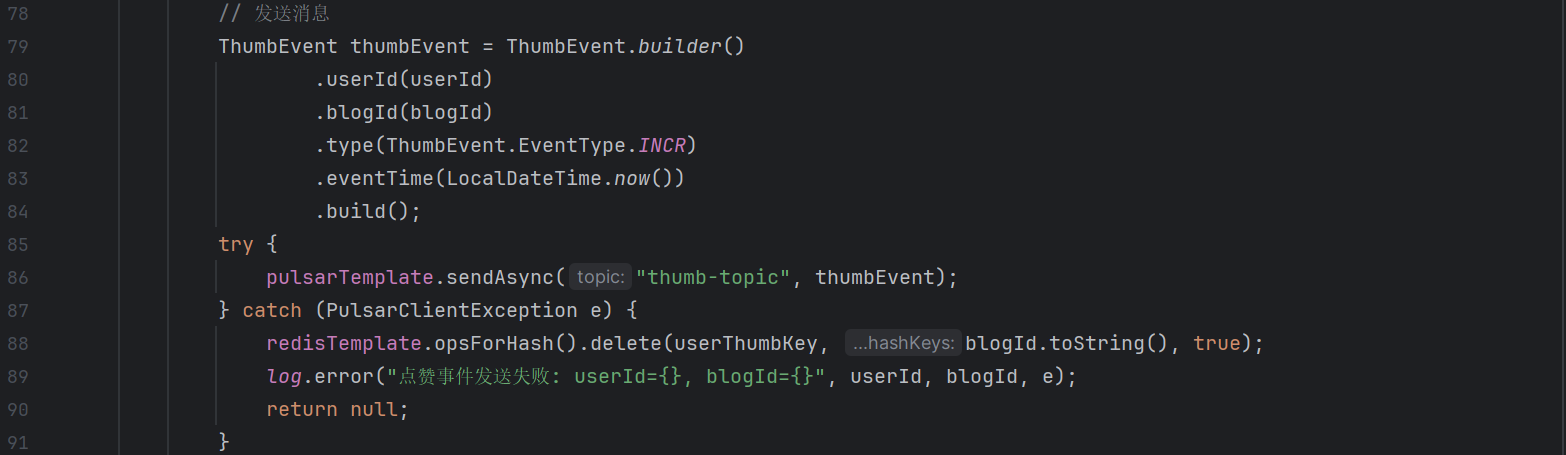 78 // 发送消息
79 ThumbEvent thumbEvent = ThumbEvent.builder()
80 .userId(userId)
81 .blogId(blogId)
82 .type(ThumbEvent.EventType.INCR)
83 .eventTime(LocalDateTime.now())
84 .build();
85 try {
86 pulsarTemplate.sendAsync( topic: "thumb-topic", thumbEvent);
87 } catch (PulsarClientException e) {
88 redisTemplate.opsForHash().delete(userThumbKey, ...hashKeys: blogId.toString(), true);
89 log.error("点赞事件发送失败: userId={}, blogId={}", userId, blogId, e);
90 return null;
91 }